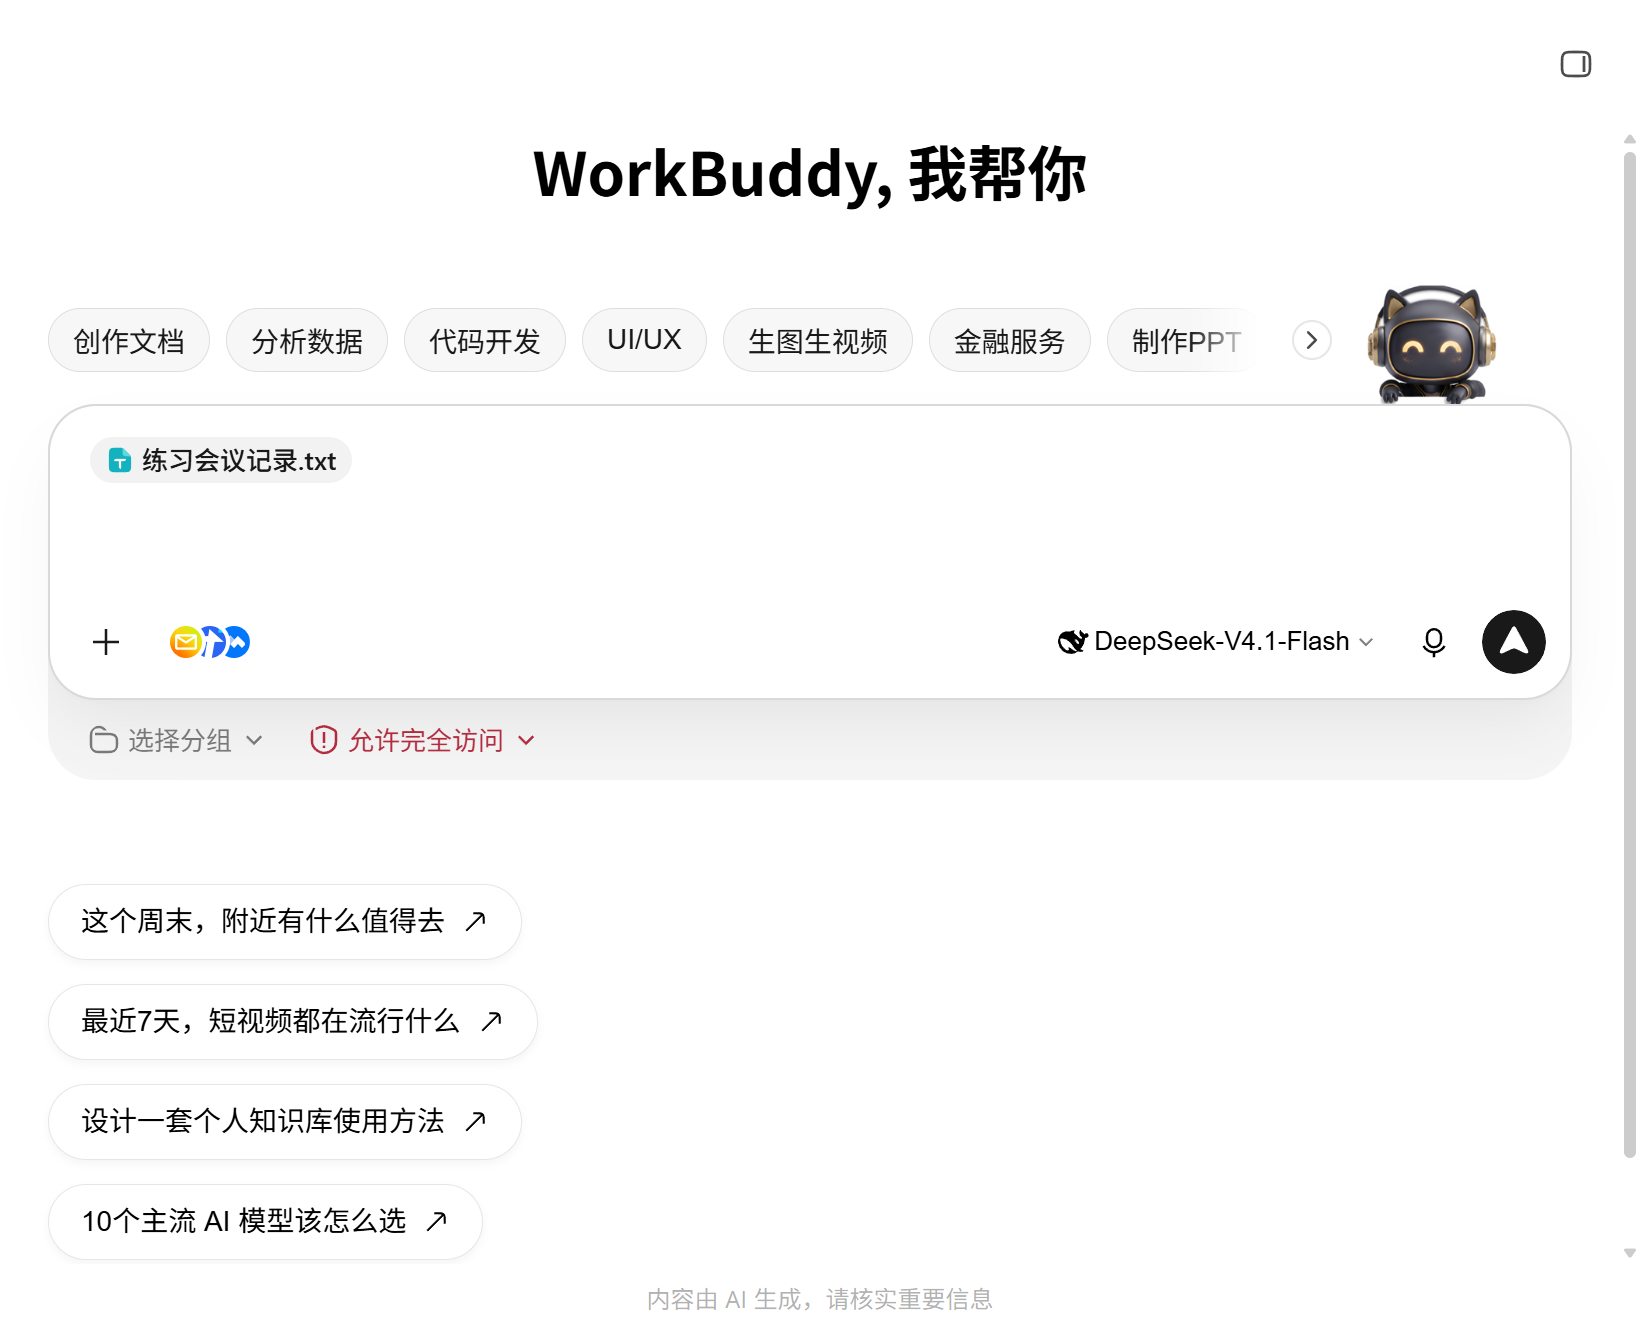 WorkBuddy, 我帮你
创作文档 分析数据 代码开发 UI/UX 生图生视频 金融服务 制作PPT
练习会议记录.txt
DeepSeek-V4.1-Flash
选择分组 允许完全访问
这个周末，附近有什么值得去
最近7天，短视频都在流行什么
设计一套个人知识库使用方法
10个主流 AI 模型该怎么选
内容由 AI 生成，请核实重要信息